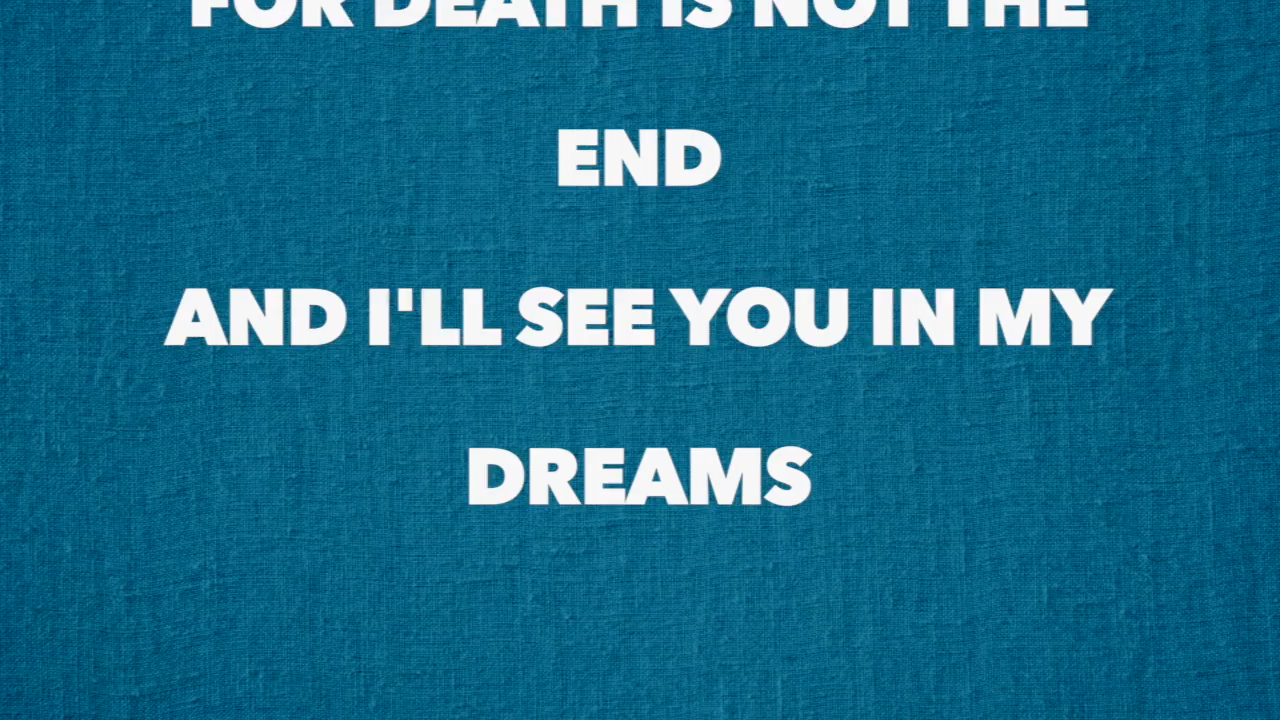 FOR DEATH IS NOT THE
END
AND I'LL SEE YOU IN MY
DREAMS